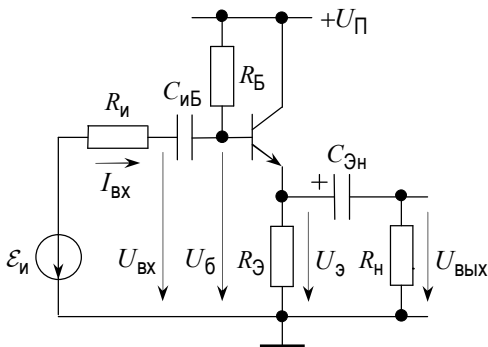 +UП
RБ
CиБ
Rи
CЭн
+
Iвх
ℰи
Uвх
Uб
RЭ
Uэ
Rн
Uвых